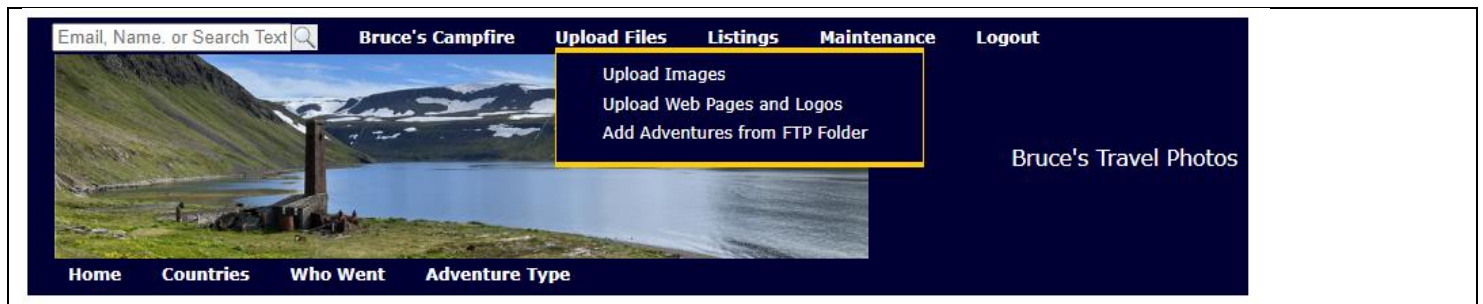 Email, Name. or Search Text Bruce's Campfire Upload Files Listings Maintenance Logout
Upload Images
Upload Web Pages and Logos
Add Adventures from FTP Folder
Bruce's Travel Photos
Home Countries Who Went Adventure Type